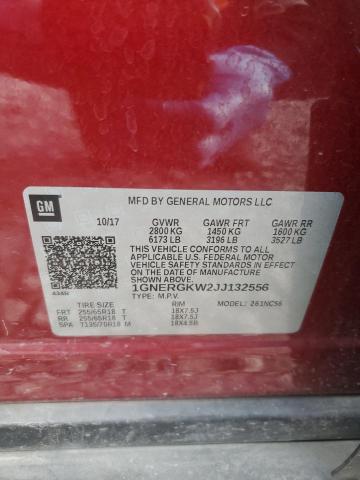 GM
MFD BY GENERAL MOTORS LLC
10/17 GVWR GAWR FRT GAWR RR
2800 KG 1450 KG 1600 KG
6173 LB 3196 LB 3527 LB
THIS VEHICLE CONFORMS TO ALL
APPLICABLE U.S. FEDERAL MOTOR
VEHICLE SAFETY STANDARDS IN EFFECT
ON THE DATE OF MANUFACTURE
SHOWN ABOVE.
1GNERGKW2JJ132556
TYPE: M.P.V. MODEL:
TIRE SIZE RIM
FRT 255/65R18 T 18X7.5J
RR 255/65R18 T 18X7.5J
SPA T135/70R18 M 18X4.5B